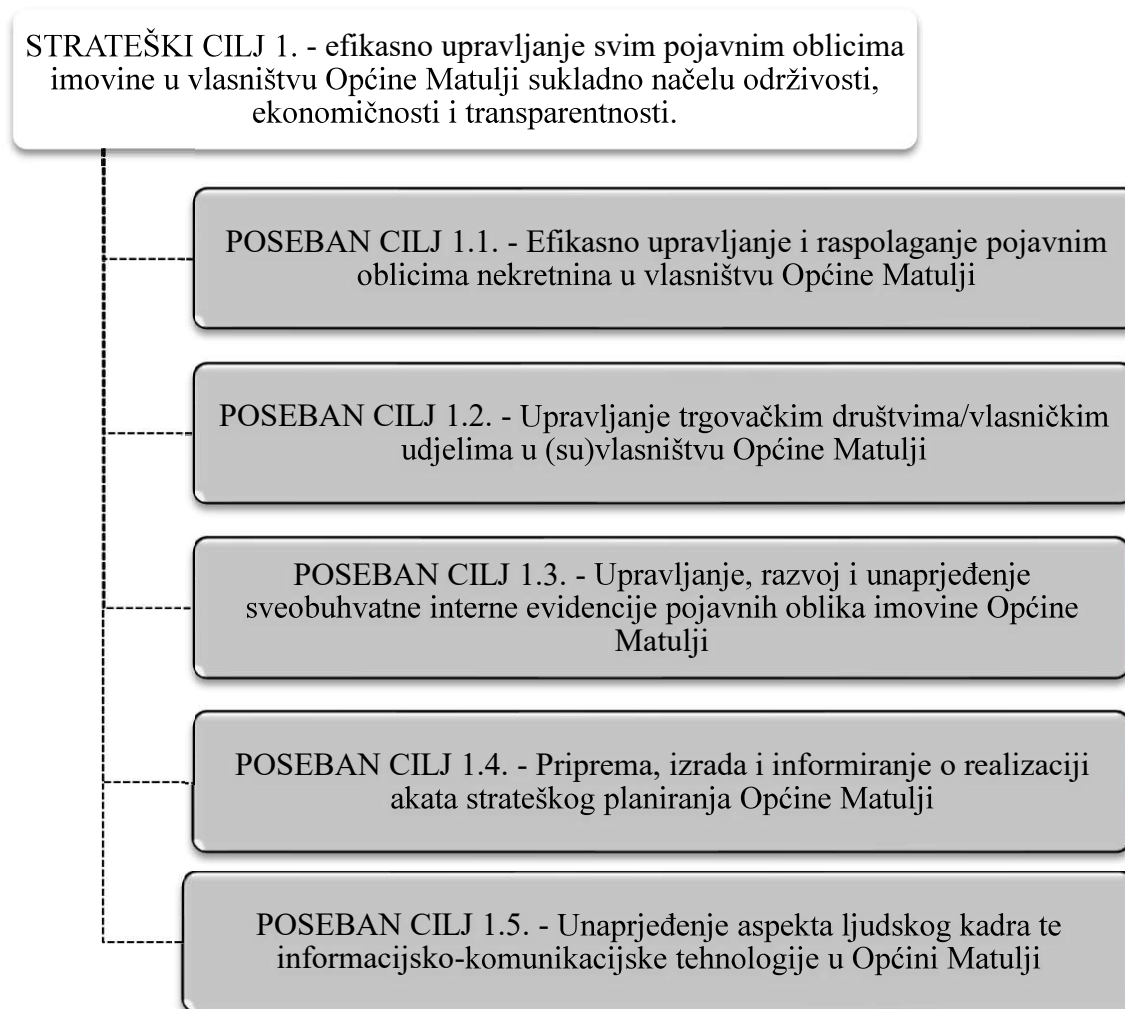 STRATEŠKI CILJ 1. - efikasno upravljanje svim pojavnim oblicima
imovine u vlasništvu Općine Matulji sukladno načelu održivosti,
ekonomičnosti i transparentnosti.
POSEBAN CILJ 1.1. - Efikasno upravljanje i raspolaganje pojavnim
oblicima nekretnina u vlasništvu Općine Matulji
POSEBAN CILJ 1.2. - Upravljanje trgovačkim društvima/vlasničkim
udjelima u (su)vlasništvu Općine Matulji
POSEBAN CILJ 1.3. - Upravljanje, razvoj i unaprjeđenje
sveobuhvatne interne evidencije pojavnih oblika imovine Općine
Matulji
POSEBAN CILJ 1.4. - Priprema, izrada i informiranje o realizaciji
akata strateškog planiranja Općine Matulji
POSEBAN CILJ 1.5. - Unaprjeđenje aspekta ljudskog kadra te
informacijsko-komunikacijske tehnologije u Općini Matulji